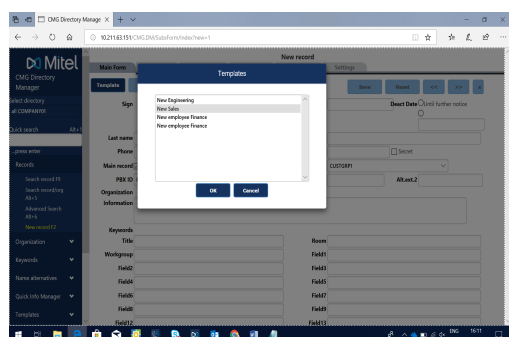 CMG Directory Manage
10.211.63.151/CMG.DM/SubsForm/Index?new=1
Mitel
CMG Directory
Manager
Select directory
all COMPANY01
Quick search
...press enter
Records
Search record F9
Search record/org
Alt+5
Advanced Search
Alt+6
New record F2
Organization
Keywords
Name alternatives
Quick Info Manager
Templates
New record
Main Form
Settings
Template
Save
Reset
<<
>>
x
Templates
New Engineering
New Sales
New employee Finance
New employee Finance
OK
Cancel
Sign
Deact Date
Until further notice
Last name
Phone
Secret
Main record
CUSTGRP1
PBX ID
Alt.ext.2
Organization
Information
Keywords
Title
Room
Workgroup
Field1
Field2
Field3
Field4
Field5
Field6
Field7
Field8
Field9
Field12
Field13
ENG
16:11